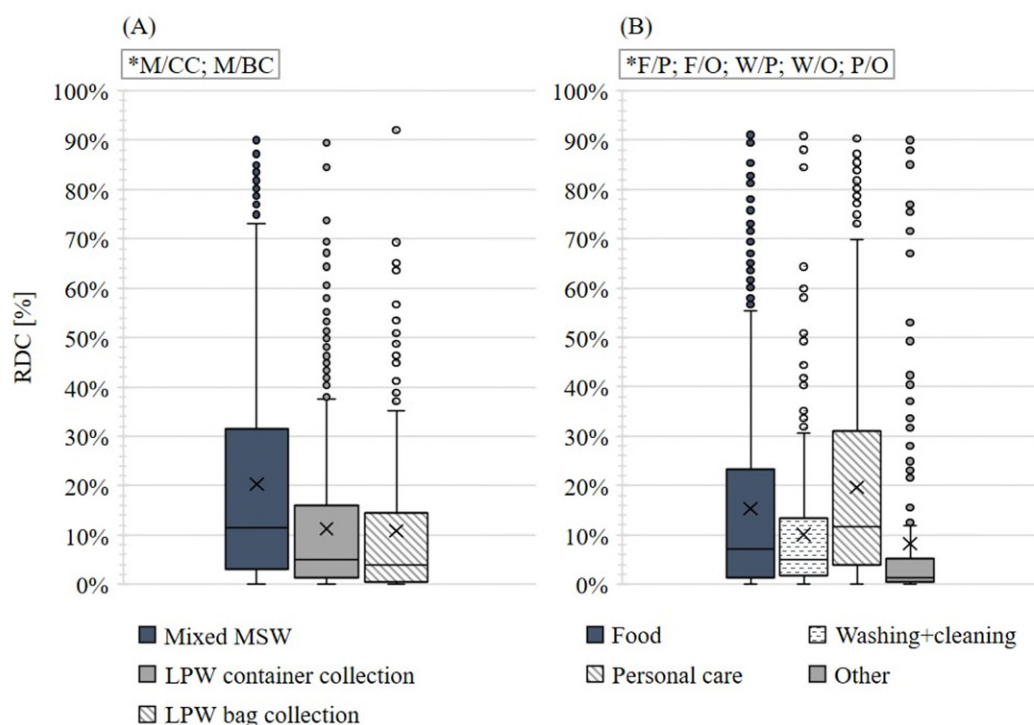 (A)
*M/CC; M/BC
100%
90%
80%
70%
60%
50%
40%
30%
20%
10%
0%
RDC [%]
Mixed MSW
LPW container collection
LPW bag collection
(B)
*F/P; F/O; W/P; W/O; P/O
100%
90%
80%
70%
60%
50%
40%
30%
20%
10%
0%
Food
Washing+cleaning
Personal care
Other